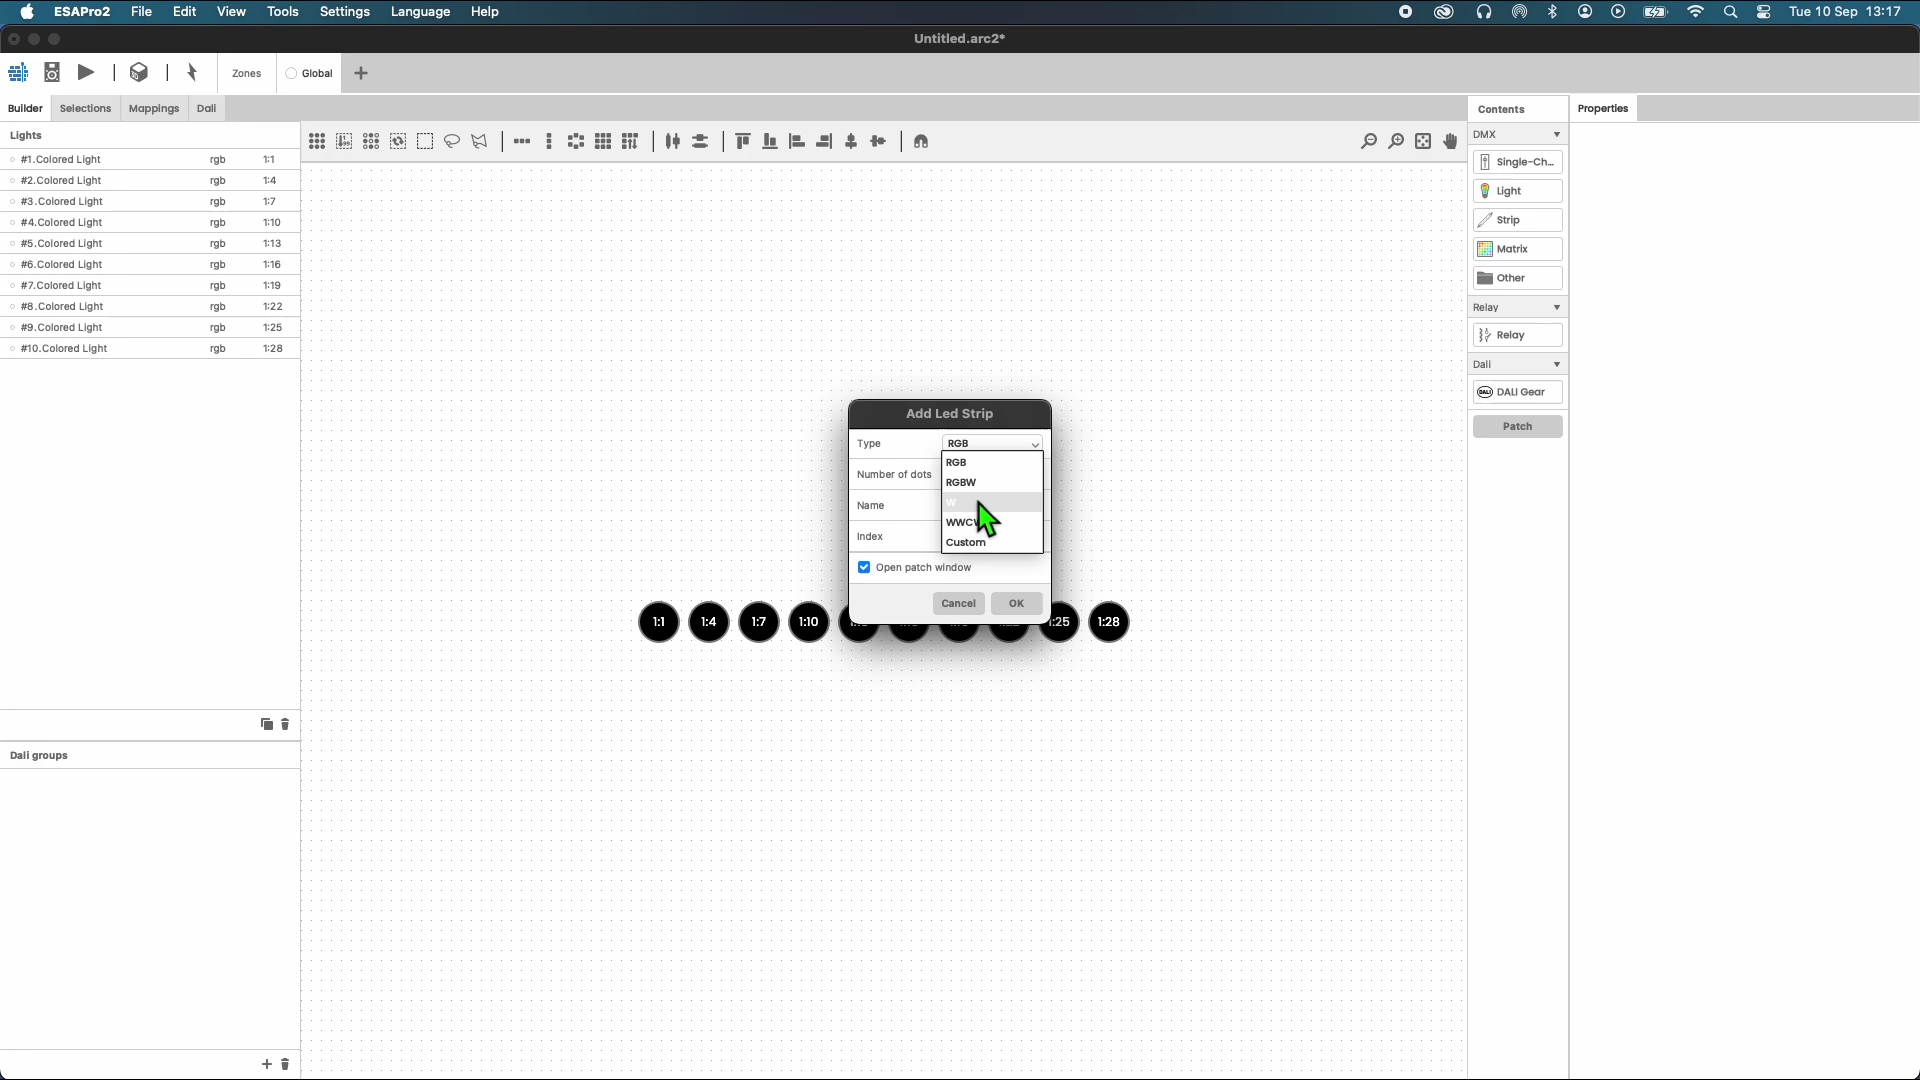 ESAPro2 File Edit View Tools Settings Language Help Tue 10 Sep 13:17
Untitled.arc2*
Zones Global
Builder Selections Mappings Dali Contents Properties
Lights
#1.Colored Light rgb 1:1
#2.Colored Light rgb 1:4
#3.Colored Light rgb 1:7
#4.Colored Light rgb 1:10
#5.Colored Light rgb 1:13
#6.Colored Light rgb 1:16
#7.Colored Light rgb 1:19
#8.Colored Light rgb 1:22
#9.Colored Light rgb 1:25
#10.Colored Light rgb 1:28
Dali groups
Add Led Strip
Type RGB
RGB
Number of dots
RGBW
Name W
WWC
Index
Custom
Open patch window
Cancel OK
1:1 1:4 1:7 1:10 1:25 1:28
DMX
Single-Ch...
Light
Strip
Matrix
Other
Relay
Relay
Dali
DALI DALI Gear
Patch